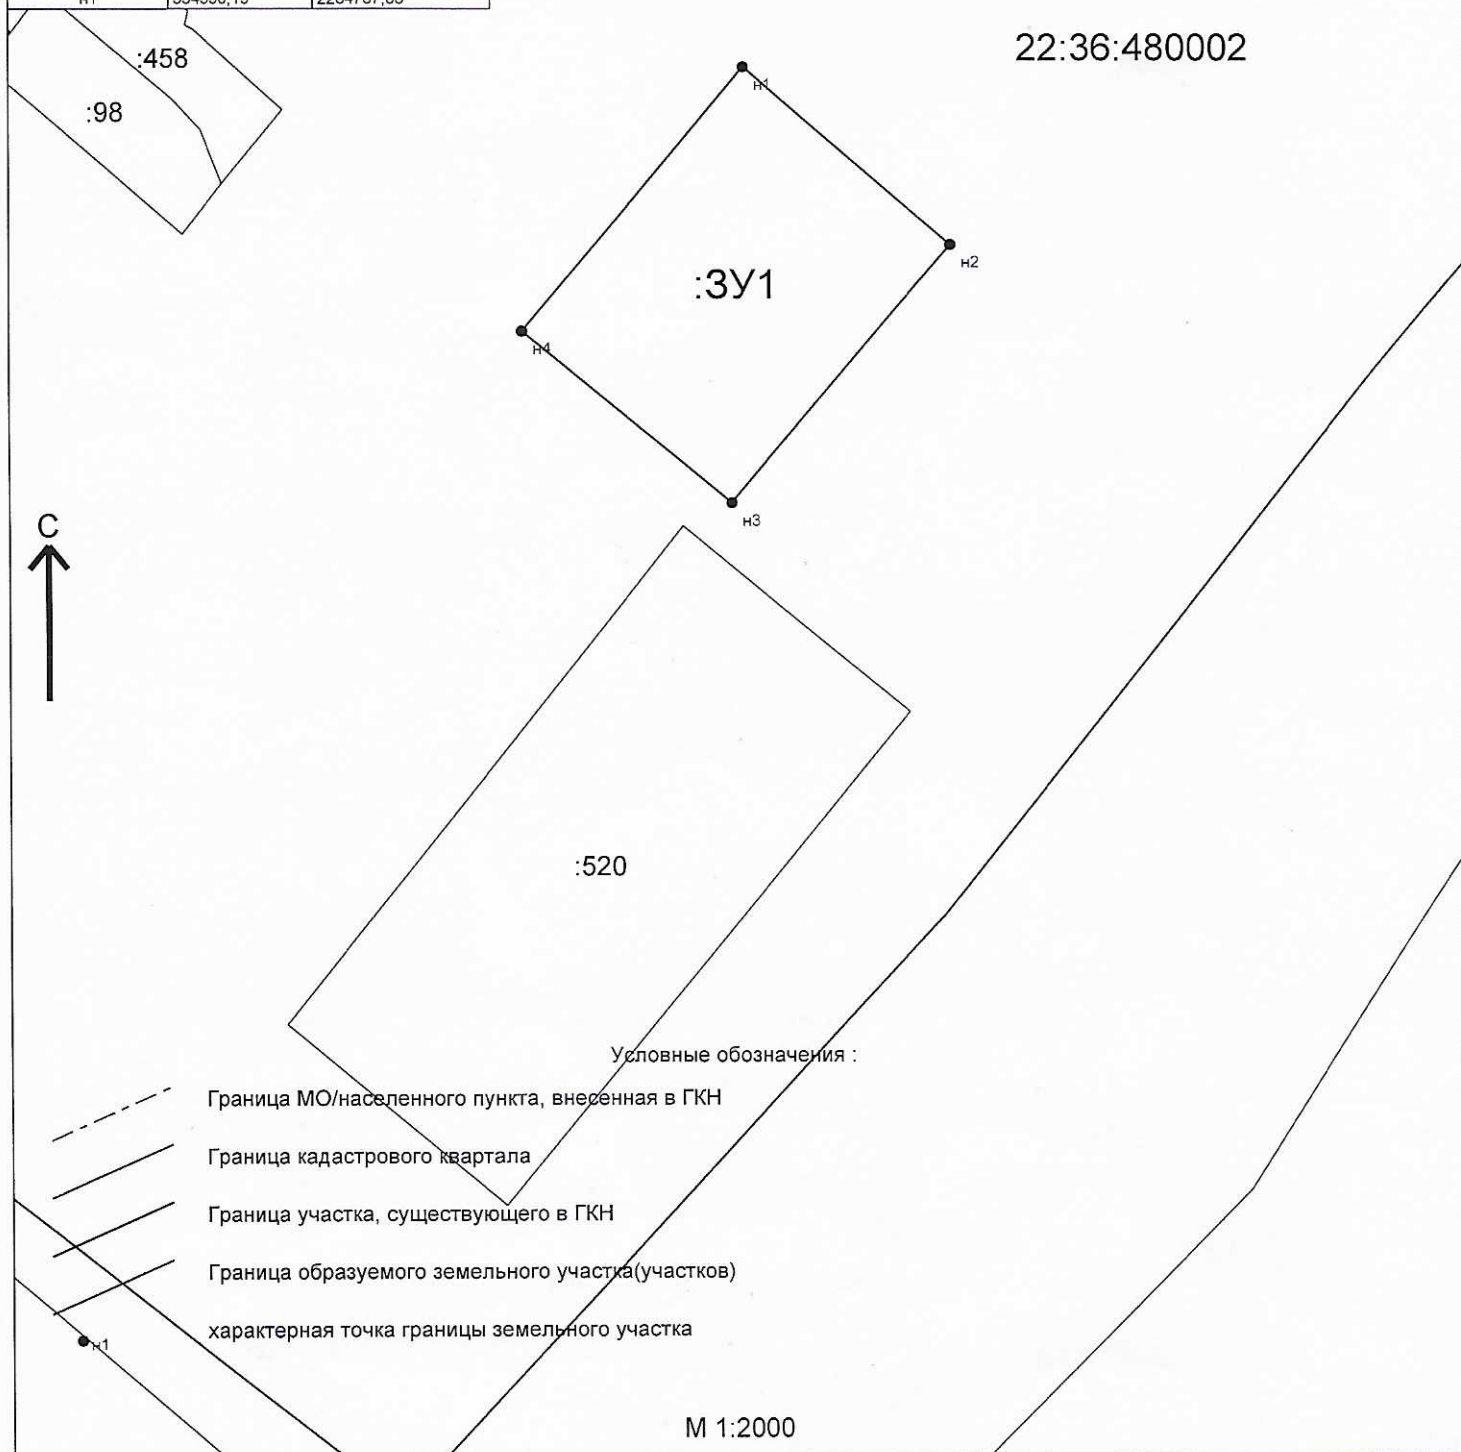 22:36:480002
:458
:98
н1
н2
:ЗУ1
н4
н3
С
:520
Условные обозначения :
Граница МО/населенного пункта, внесенная в ГКН
Граница кадастрового квартала
Граница участка, существующего в ГКН
Граница образуемого земельного участка(участков)
характерная точка границы земельного участка
н1
М 1:2000